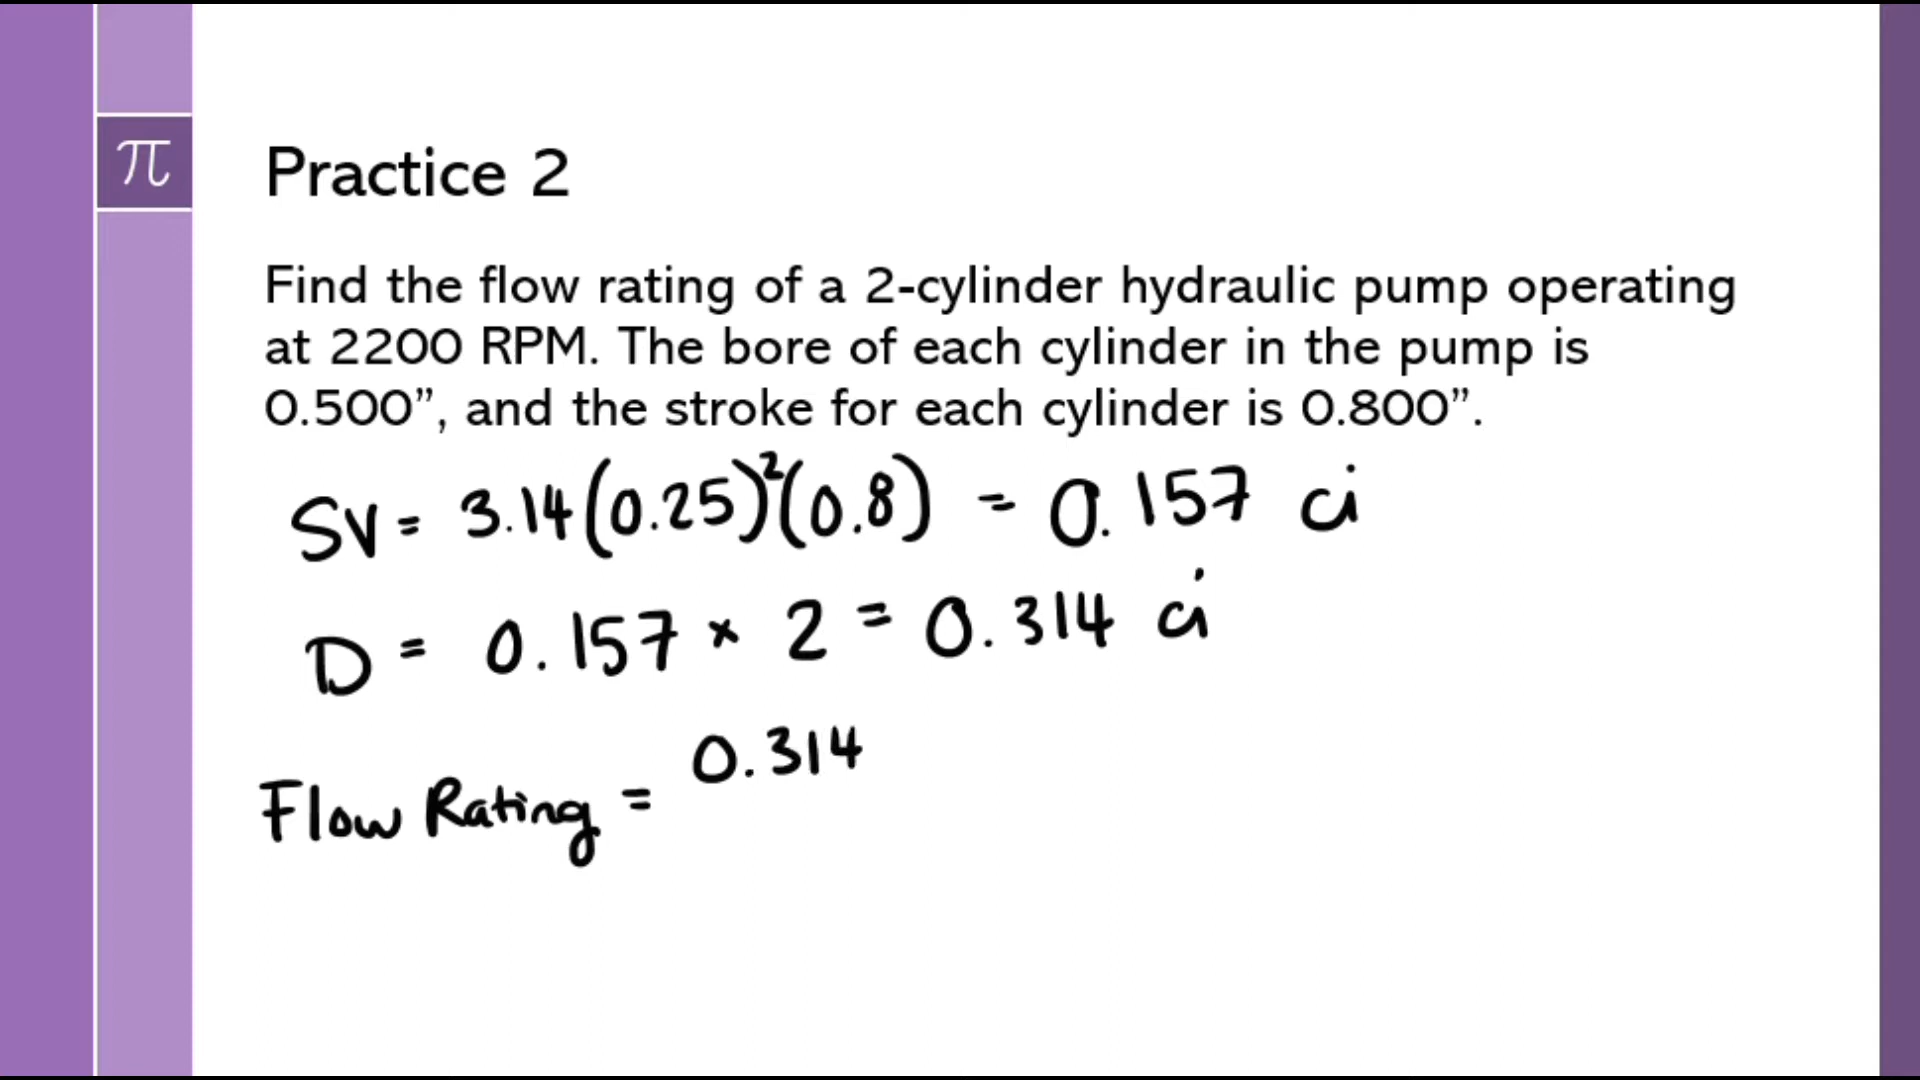 π
Practice 2
Find the flow rating of a 2-cylinder hydraulic pump operating
at 2200 RPM. The bore of each cylinder in the pump is
0.500”, and the stroke for each cylinder is 0.800”.
SV = 3.14(0.25)²(0.8) = 0.157 ci
D = 0.157 × 2 = 0.314 ci
Flow Rating = 0.314